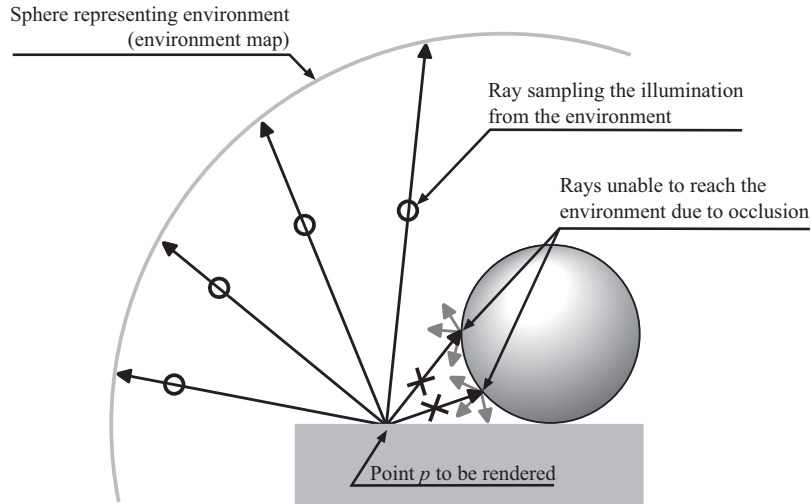 Sphere representing environment
(environment map)
Ray sampling the illumination
from the environment
Rays unable to reach the
environment due to occlusion
Point p to be rendered